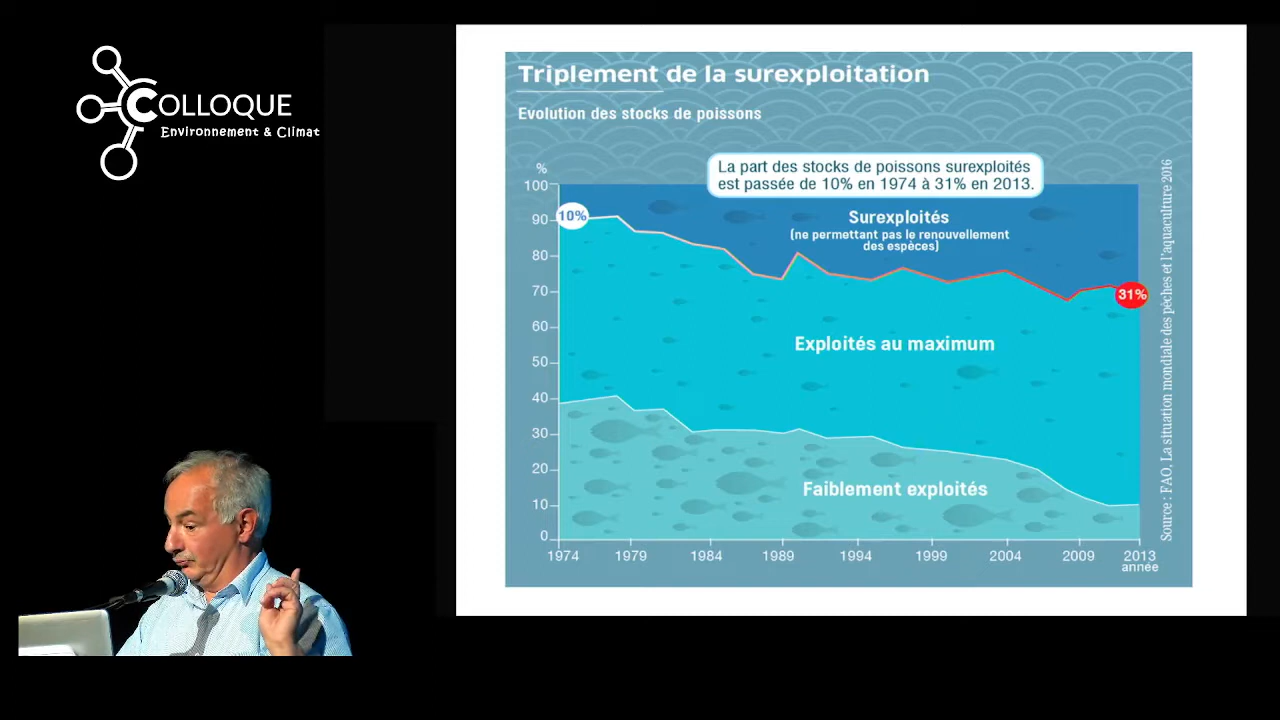 COLLOQUE
Environnement & Climat
Triplement de la surexploitation
Evolution des stocks de poissons
La part des stocks de poissons surexploités
est passée de 10% en 1974 à 31% en 2013.
%
100
90
80
70
60
50
40
30
20
10
0
10%
Surexploités
(ne permettant pas le renouvellement
des espèces)
31%
Exploités au maximum
Faiblement exploités
1974
1979
1984
1989
1994
1999
2004
2009
2013
année
Source : FAO, La situation mondiale des pêches et l'aquaculture 2016